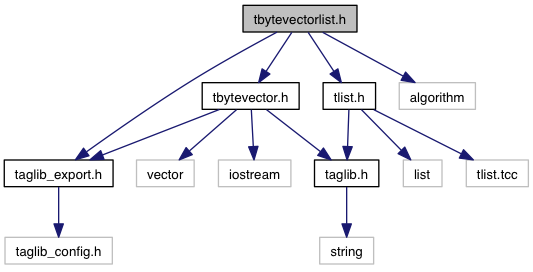 tbytevectorlist.h
tbytevector.h
tlist.h
algorithm
taglib_export.h
vector
iostream
taglib.h
list
tlist.tcc
taglib_config.h
string